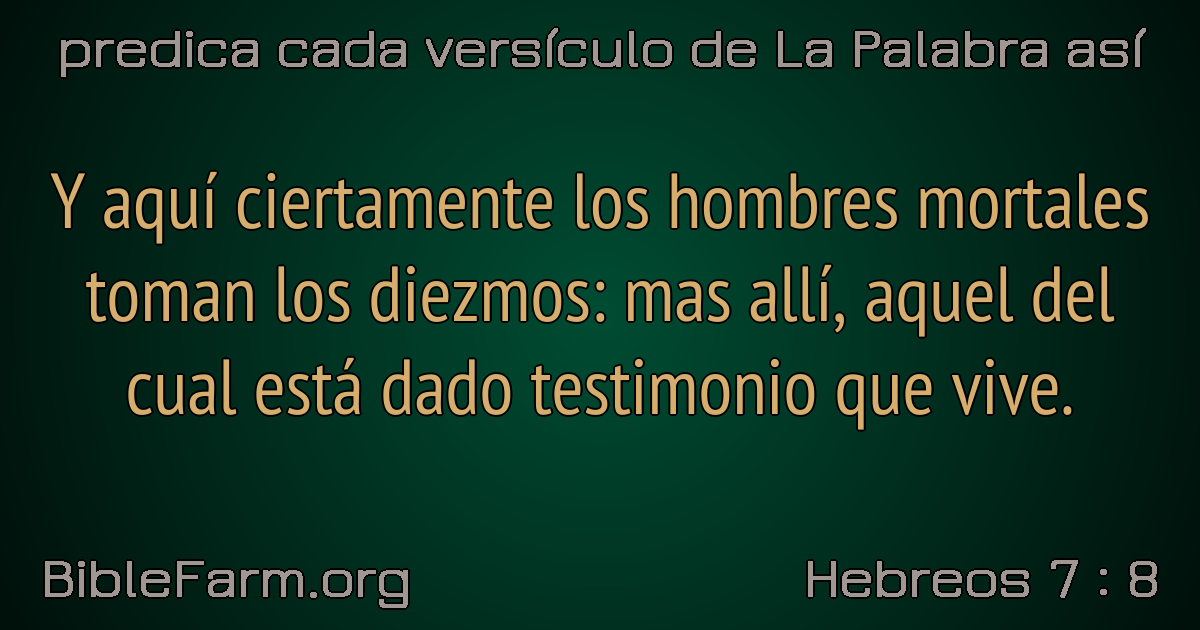 predica cada versículo de La Palabra así
Y aquí ciertamente los hombres mortales
toman los diezmos: mas allí, aquel del
cual está dado testimonio que vive.
BibleFarm.org
Hebreos 7 : 8